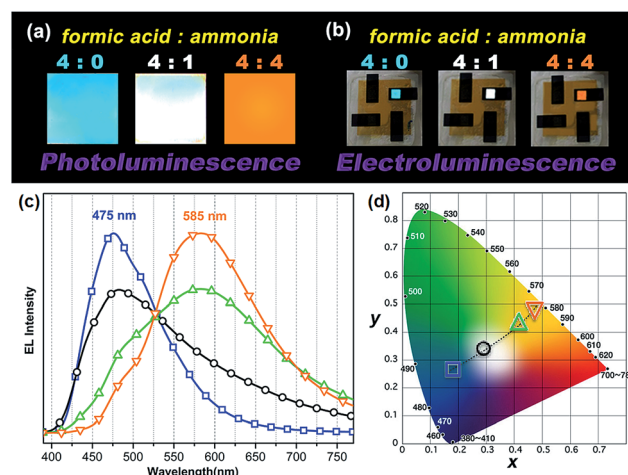 (a)
formic acid : ammonia
4 : 0 4 : 1 4 : 4
Photoluminescence
(b)
formic acid : ammonia
4 : 0 4 : 1 4 : 4
Electroluminescence
(c)
475 nm 585 nm
EL Intensity
400 450 500 550 600 650 700 750
Wavelength(nm)
(d)
0.8
0.7
0.6
0.5
0.4
0.3
0.2
0.1
0
y
520
530
540
550
560
570
580
590
600
610
620
700~78
510
500
490
480
470
460
380~410
0 0.1 0.2 0.3 0.4 0.5 0.6 0.7
x